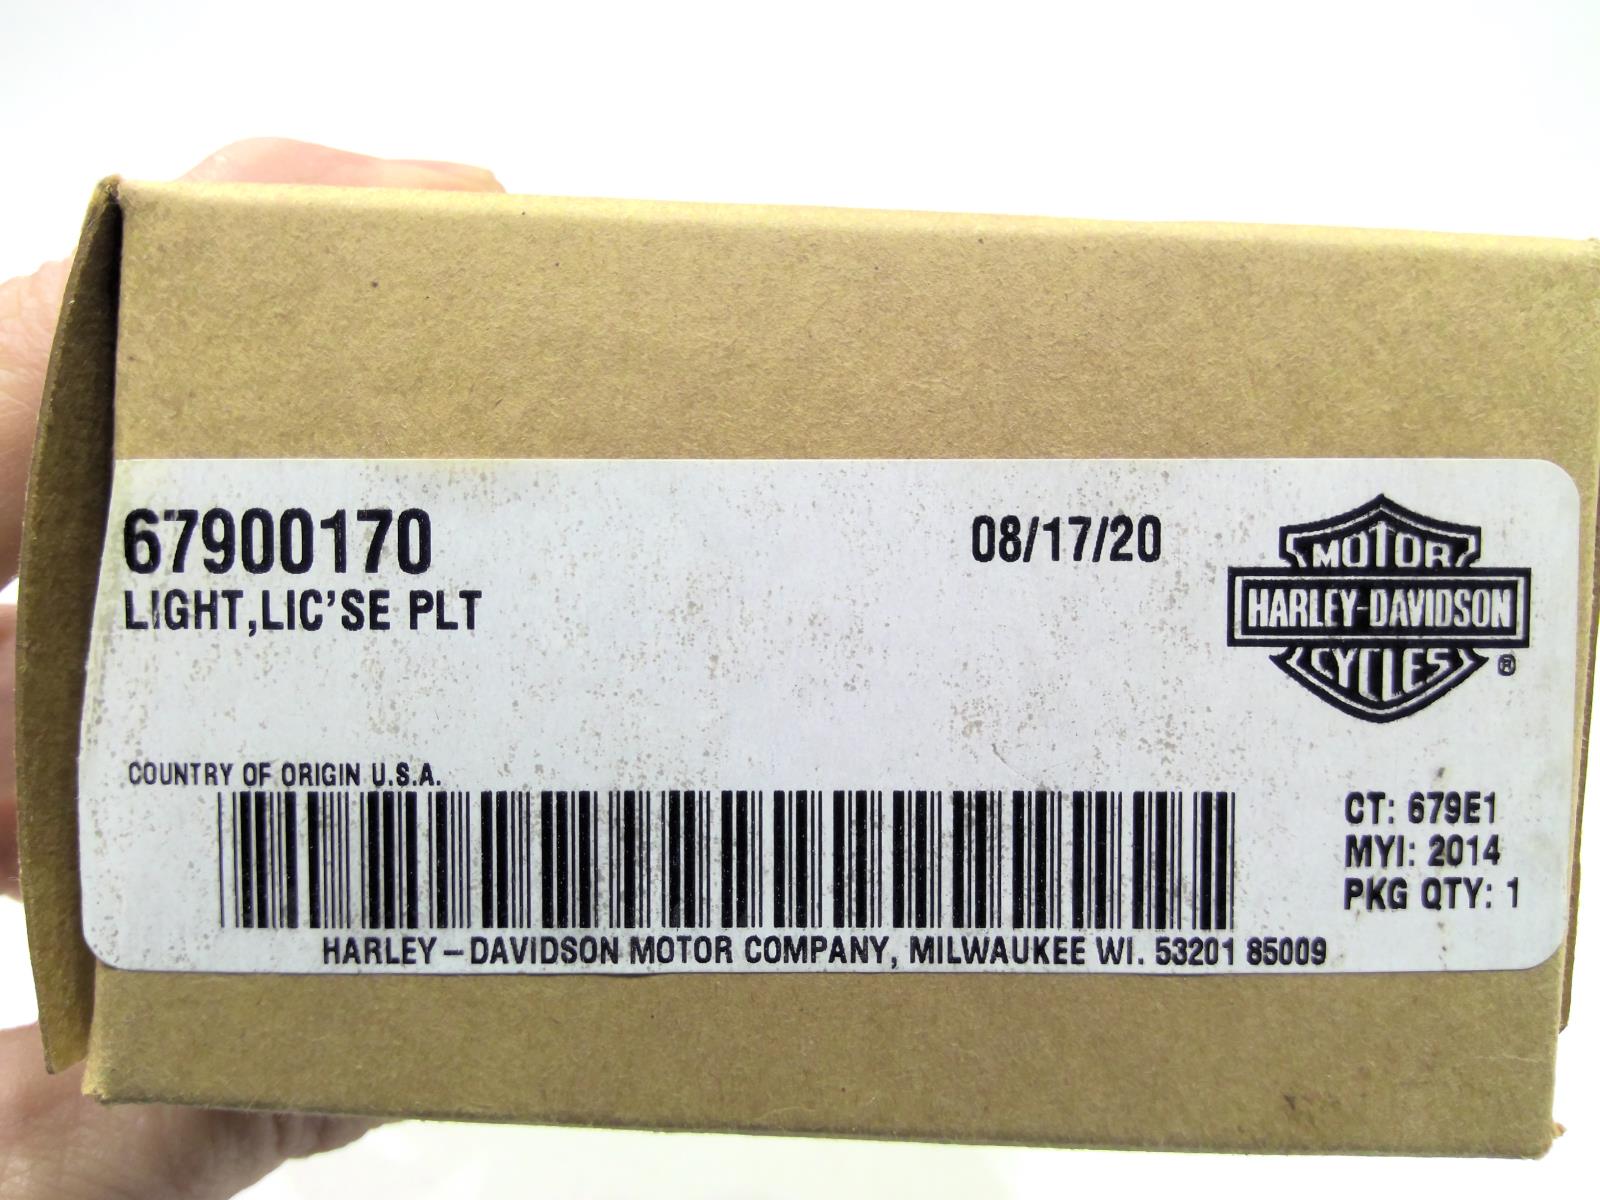 67900170
08/17/20
LIGHT,LIC'SE PLT
MOTOR
HARLEY-DAVIDSON
CYCLES ®
COUNTRY OF ORIGIN U.S.A.
CT: 679E1
MYI: 2014
PKG QTY: 1
HARLEY–DAVIDSON MOTOR COMPANY, MILWAUKEE WI. 53201 85009